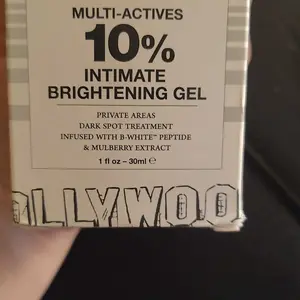 MULTI-ACTIVES
10%
INTIMATE
BRIGHTENING GEL
PRIVATE AREAS
DARK SPOT TREATMENT
INFUSED WITH B-WHITE™ PEPTIDE
& MULBERRY EXTRACT
1 fl oz – 30ml ℮
OLLYWOO